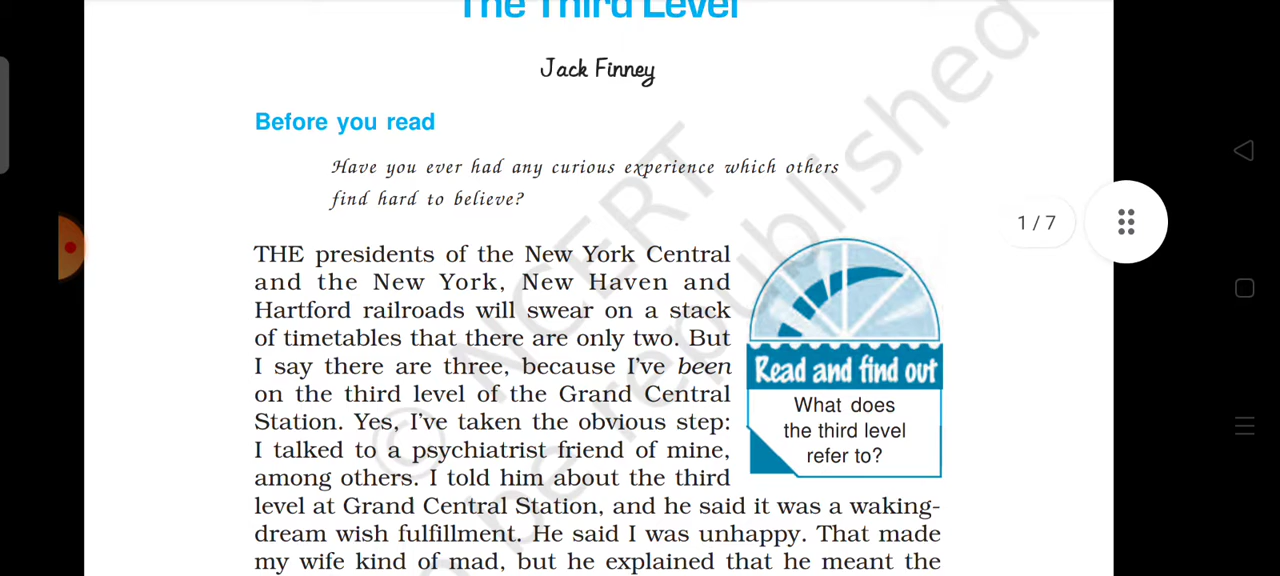 The Third Level
Jack Finney
Before you read
Have you ever had any curious experience which others
find hard to believe?
1 / 7
THE presidents of the New York Central
and the New York, New Haven and
Hartford railroads will swear on a stack
of timetables that there are only two. But
I say there are three, because I've been
on the third level of the Grand Central
Station. Yes, I've taken the obvious step:
I talked to a psychiatrist friend of mine,
among others. I told him about the third
level at Grand Central Station, and he said it was a waking-
dream wish fulfillment. He said I was unhappy. That made
my wife kind of mad, but he explained that he meant the
Read and find out
What does
the third level
refer to?
© NCERT
be republished